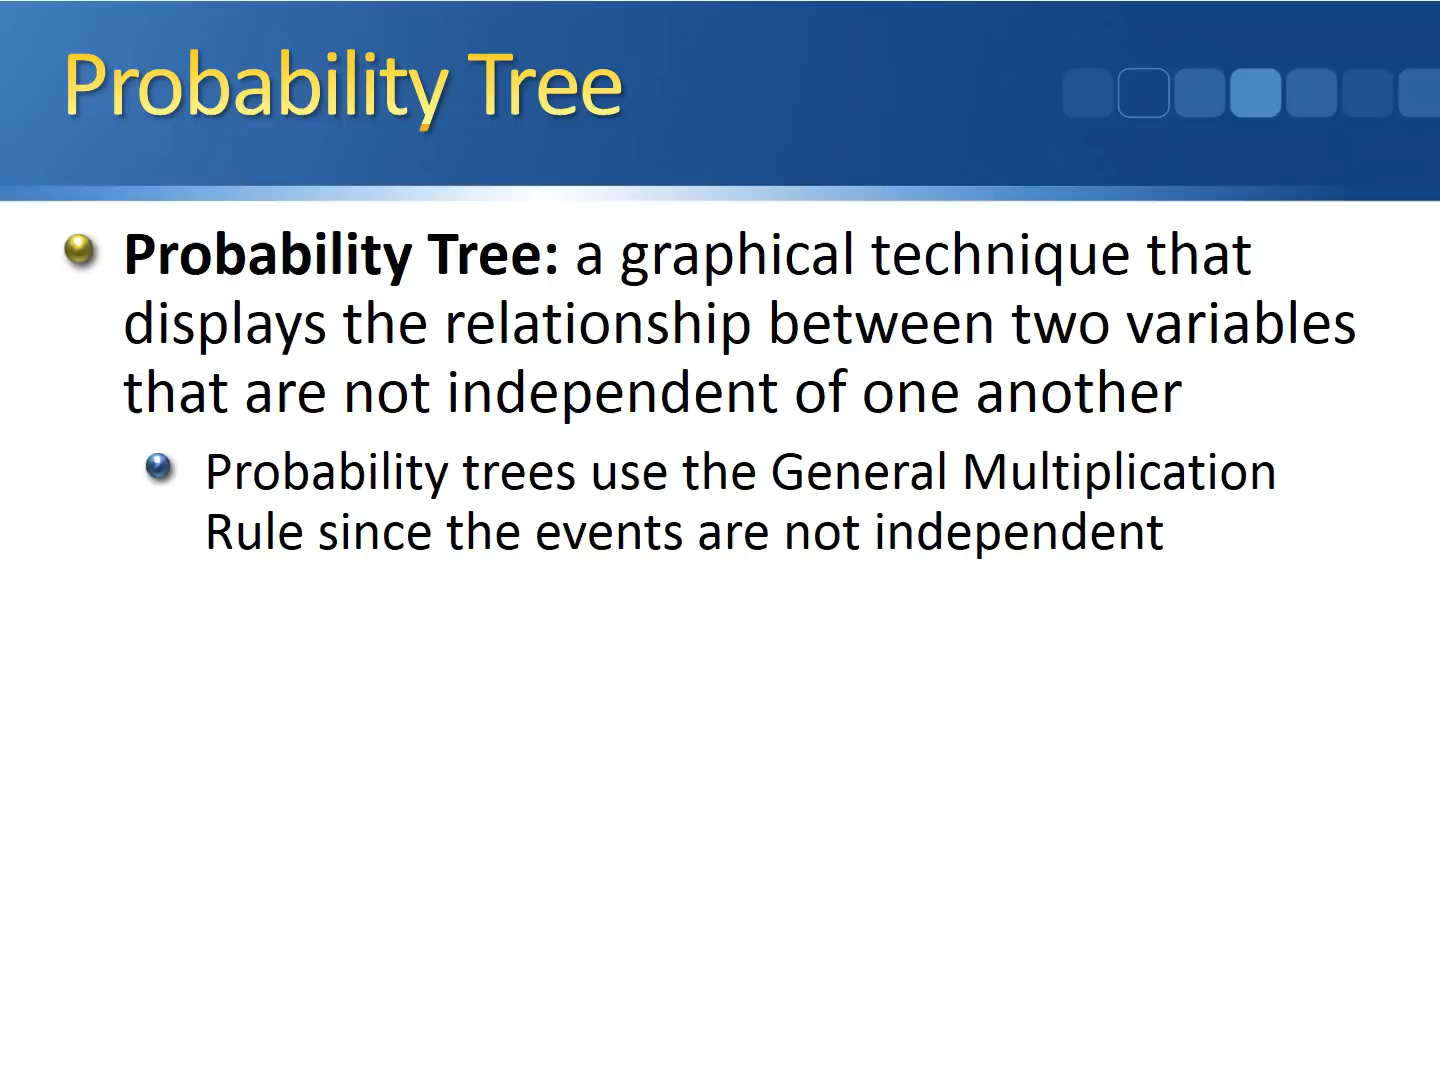 Probability Tree
Probability Tree: a graphical technique that
displays the relationship between two variables
that are not independent of one another
Probability trees use the General Multiplication
Rule since the events are not independent